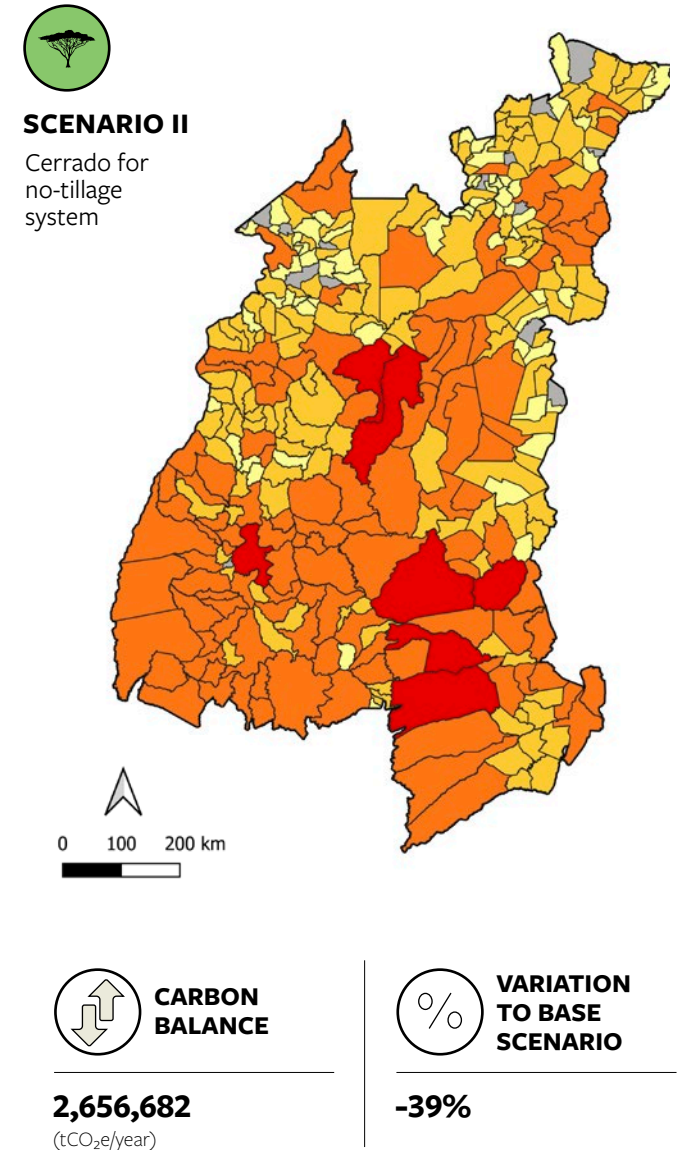 SCENARIO II
Cerrado for
no-tillage
system
0 100 200 km
CARBON
BALANCE
2,656,682
(tCO₂e/year)
%
VARIATION
TO BASE
SCENARIO
-39%